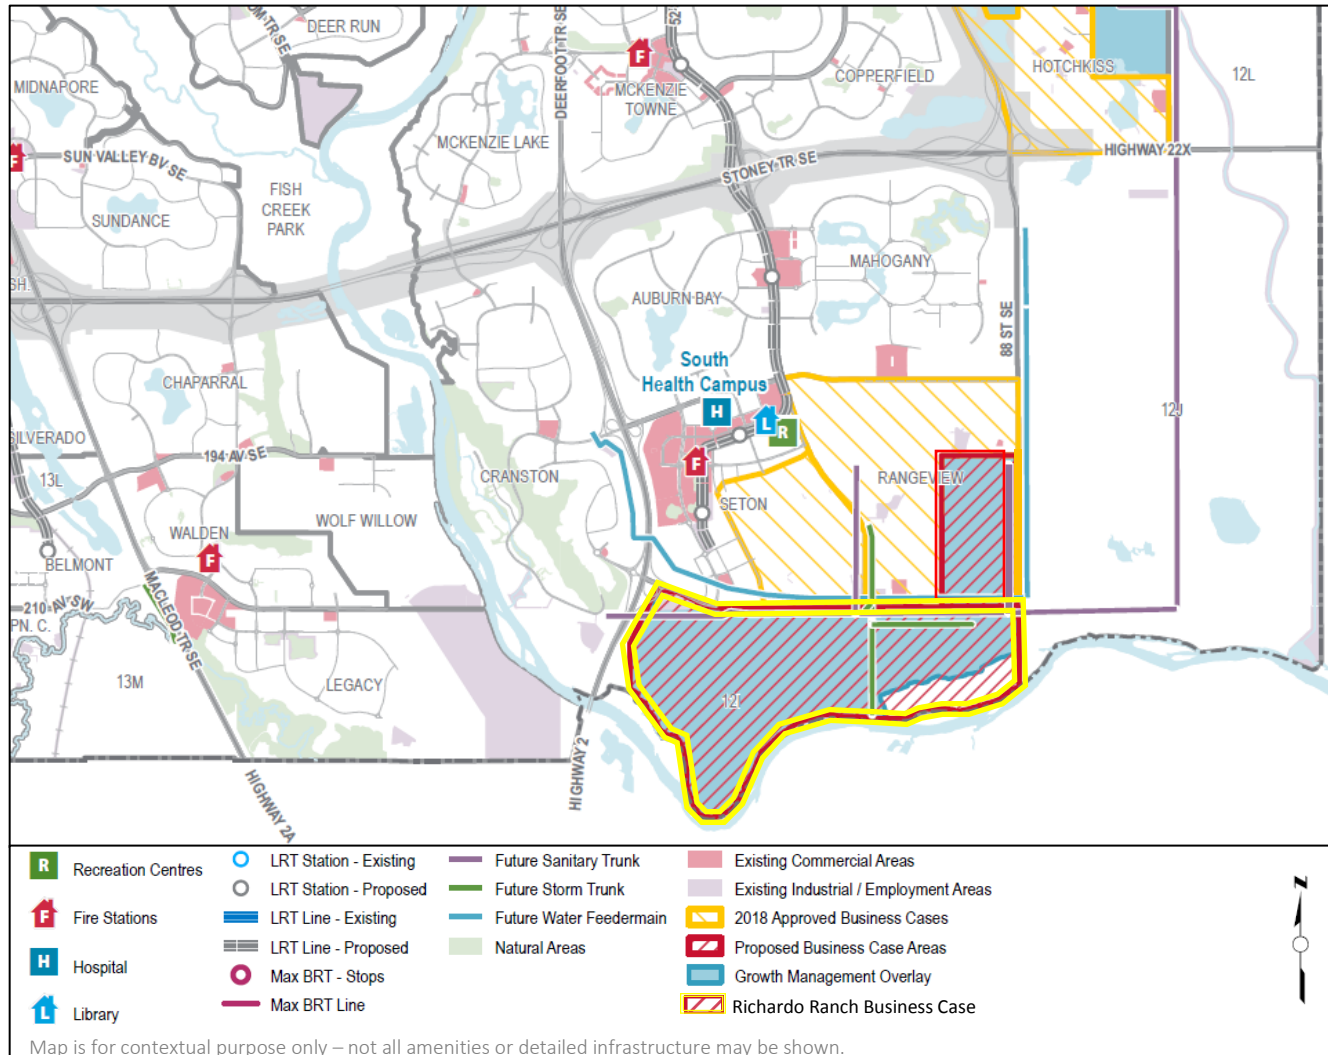 DEER RUN
OM TR SE
DEERFOOT TR SE
52
HOTCHKISS
12L
MIDNAPORE
COPPERFIELD
MCKENZIE
TOWNE
MCKENZIE LAKE
F
F
SUN VALLEY BV SE
STONEY TR SE
HIGHWAY 22X
FISH
CREEK
PARK
SUNDANCE
SH.
MAHOGANY
AUBURN BAY
88 ST SE
South
Health Campus
I
CHAPARRAL
H
L
R
12J
SILVERADO
13L
194 AV SE
CRANSTON
F
RANGEVIEW
SETON
WOLF WILLOW
WALDEN
F
BELMONT
MACLEOD TR SE
210 AV SW
PN. C.
13M
LEGACY
12I
HIGHWAY 2
HIGHWAY 2A
R Recreation Centres
F Fire Stations
H Hospital
L Library
LRT Station - Existing
LRT Station - Proposed
LRT Line - Existing
LRT Line - Proposed
Max BRT - Stops
Max BRT Line
Future Sanitary Trunk
Future Storm Trunk
Future Water Feedermain
Natural Areas
Existing Commercial Areas
Existing Industrial / Employment Areas
2018 Approved Business Cases
Proposed Business Case Areas
Growth Management Overlay
Richardo Ranch Business Case
N
Map is for contextual purpose only – not all amenities or detailed infrastructure may be shown.